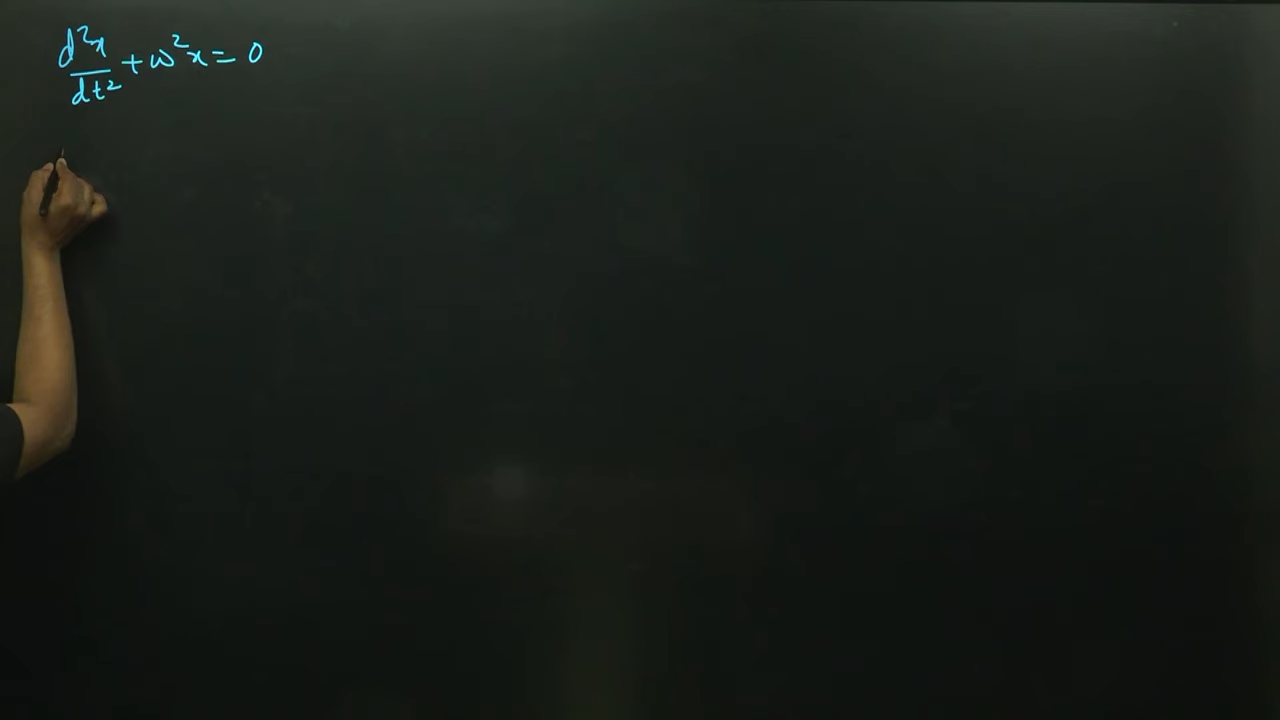 d²x/dt² + ω²x = 0